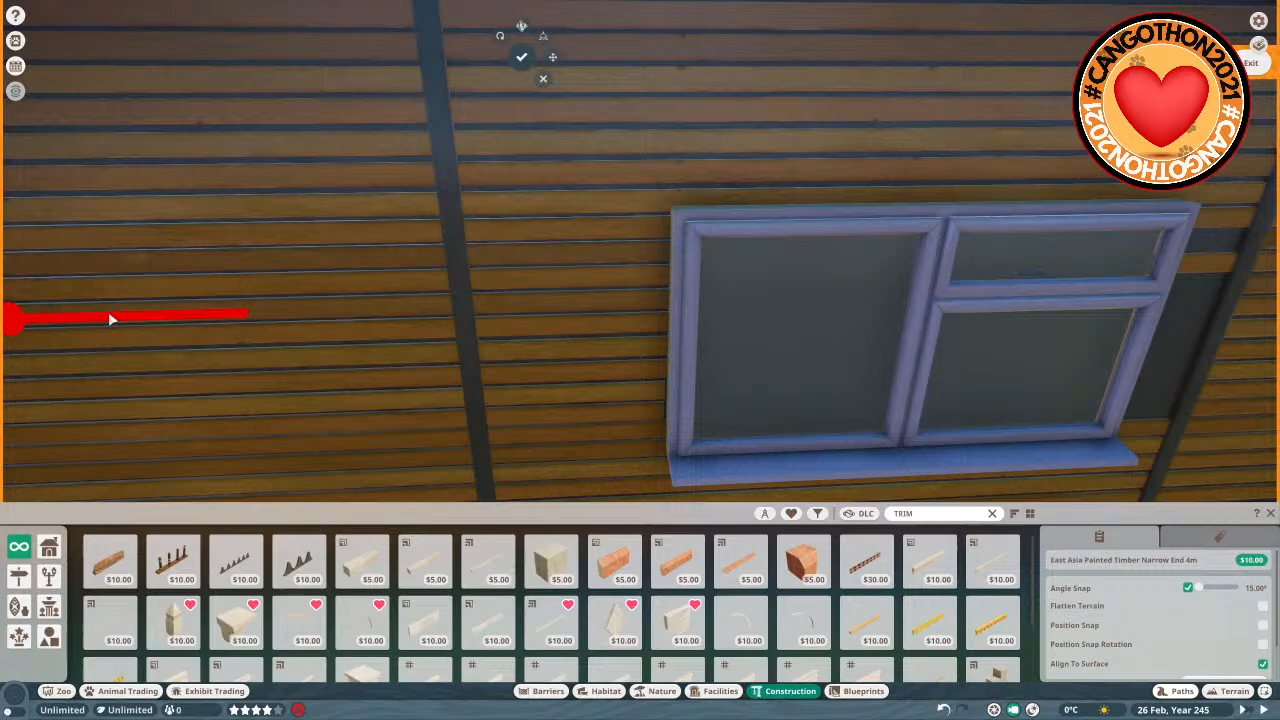 #CANGOTHON2021
#CANGOTHON2021
Exit
A
DLC
TRIM
?
$10.00 $10.00 $10.00 $10.00 $5.00 $5.00 $5.00 $5.00 $5.00 $5.00 $5.00 $5.00 $30.00 $10.00 $10.00
$10.00 $10.00 $10.00 $10.00 $10.00 $10.00 $10.00 $10.00 $10.00 $10.00 $10.00 $10.00 $10.00 $10.00 $10.00
East Asia Painted Timber Narrow End 4m $10.00
Angle Snap 15.00°
Flatten Terrain
Position Snap
Position Snap Rotation
Align To Surface
Zoo Animal Trading Exhibit Trading Barriers Habitat Nature Facilities Construction Blueprints Paths Terrain
Unlimited Unlimited 0 0°C 26 Feb, Year 245